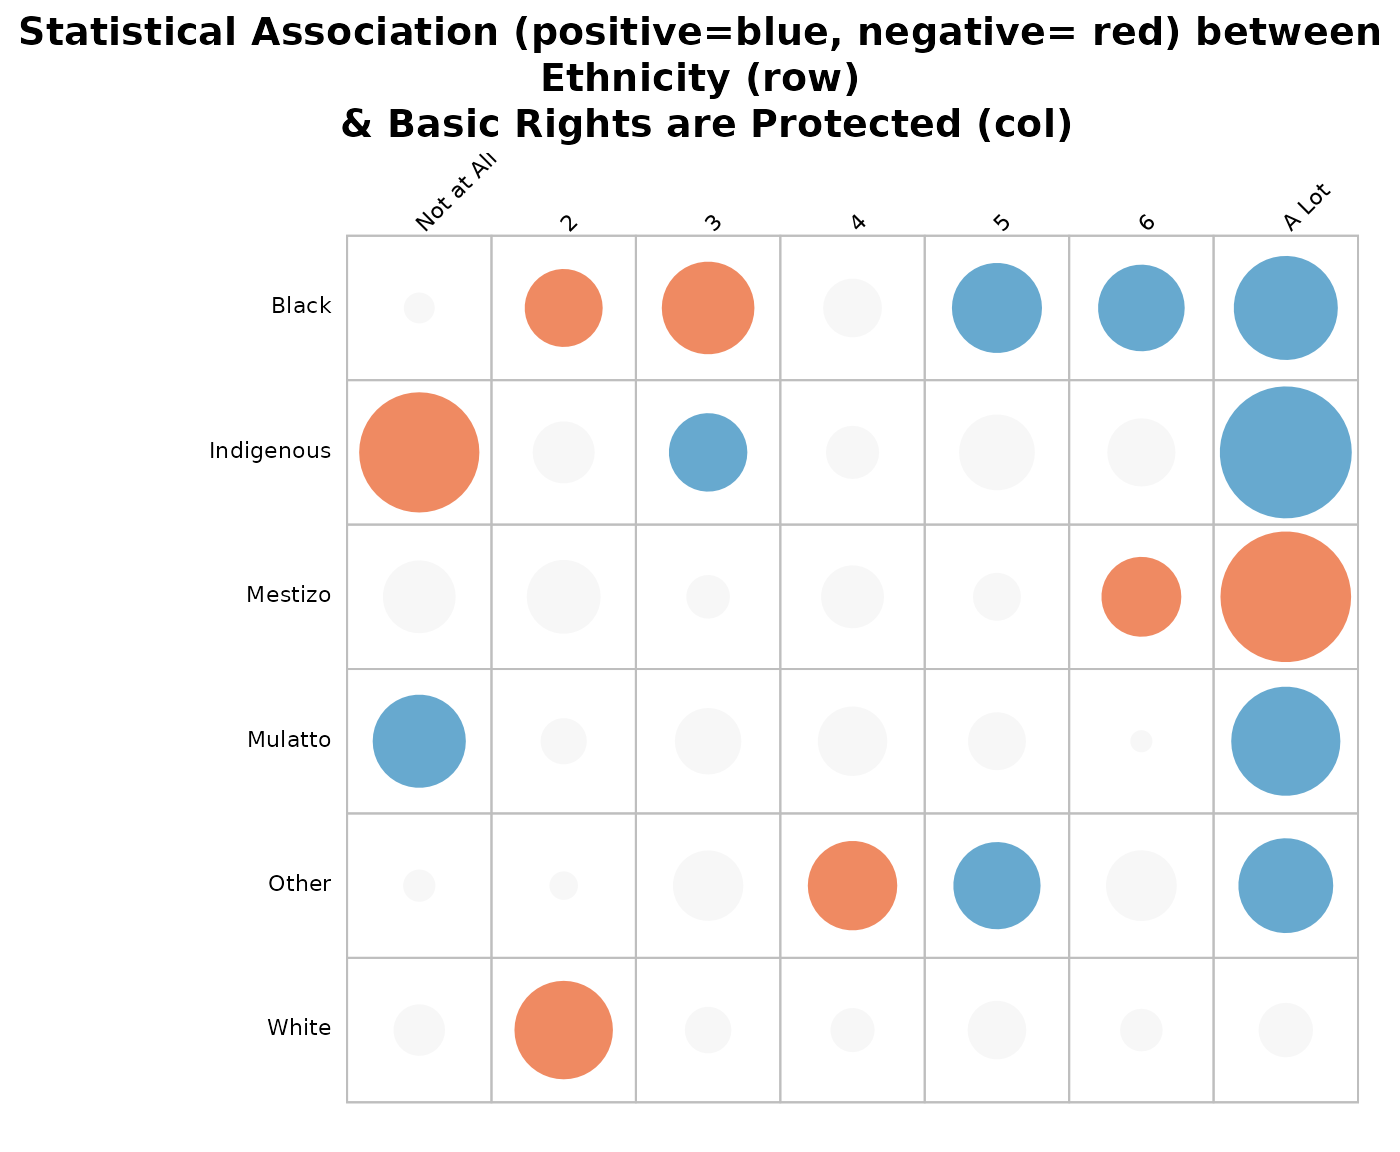 Statistical Association (positive=blue, negative= red) between
Ethnicity (row)
& Basic Rights are Protected (col)
Not at All
2
3
4
5
6
A Lot
Black
Indigenous
Mestizo
Mulatto
Other
White